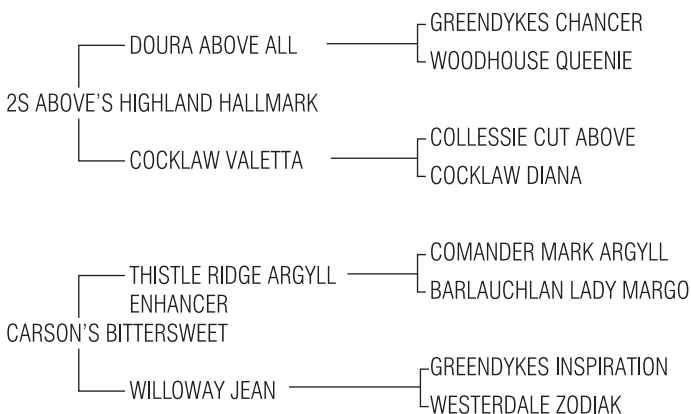 GREENDYKES CHANCER
DOURA ABOVE ALL
WOODHOUSE QUEENIE
2S ABOVE'S HIGHLAND HALLMARK
COLLESSIE CUT ABOVE
COCKLAW VALETTA
COCKLAW DIANA
COMANDER MARK ARGYLL
THISTLE RIDGE ARGYLL
ENHANCER
BARLAUCHLAN LADY MARGO
CARSON'S BITTERSWEET
GREENDYKES INSPIRATION
WILLOWAY JEAN
WESTERDALE ZODIAK